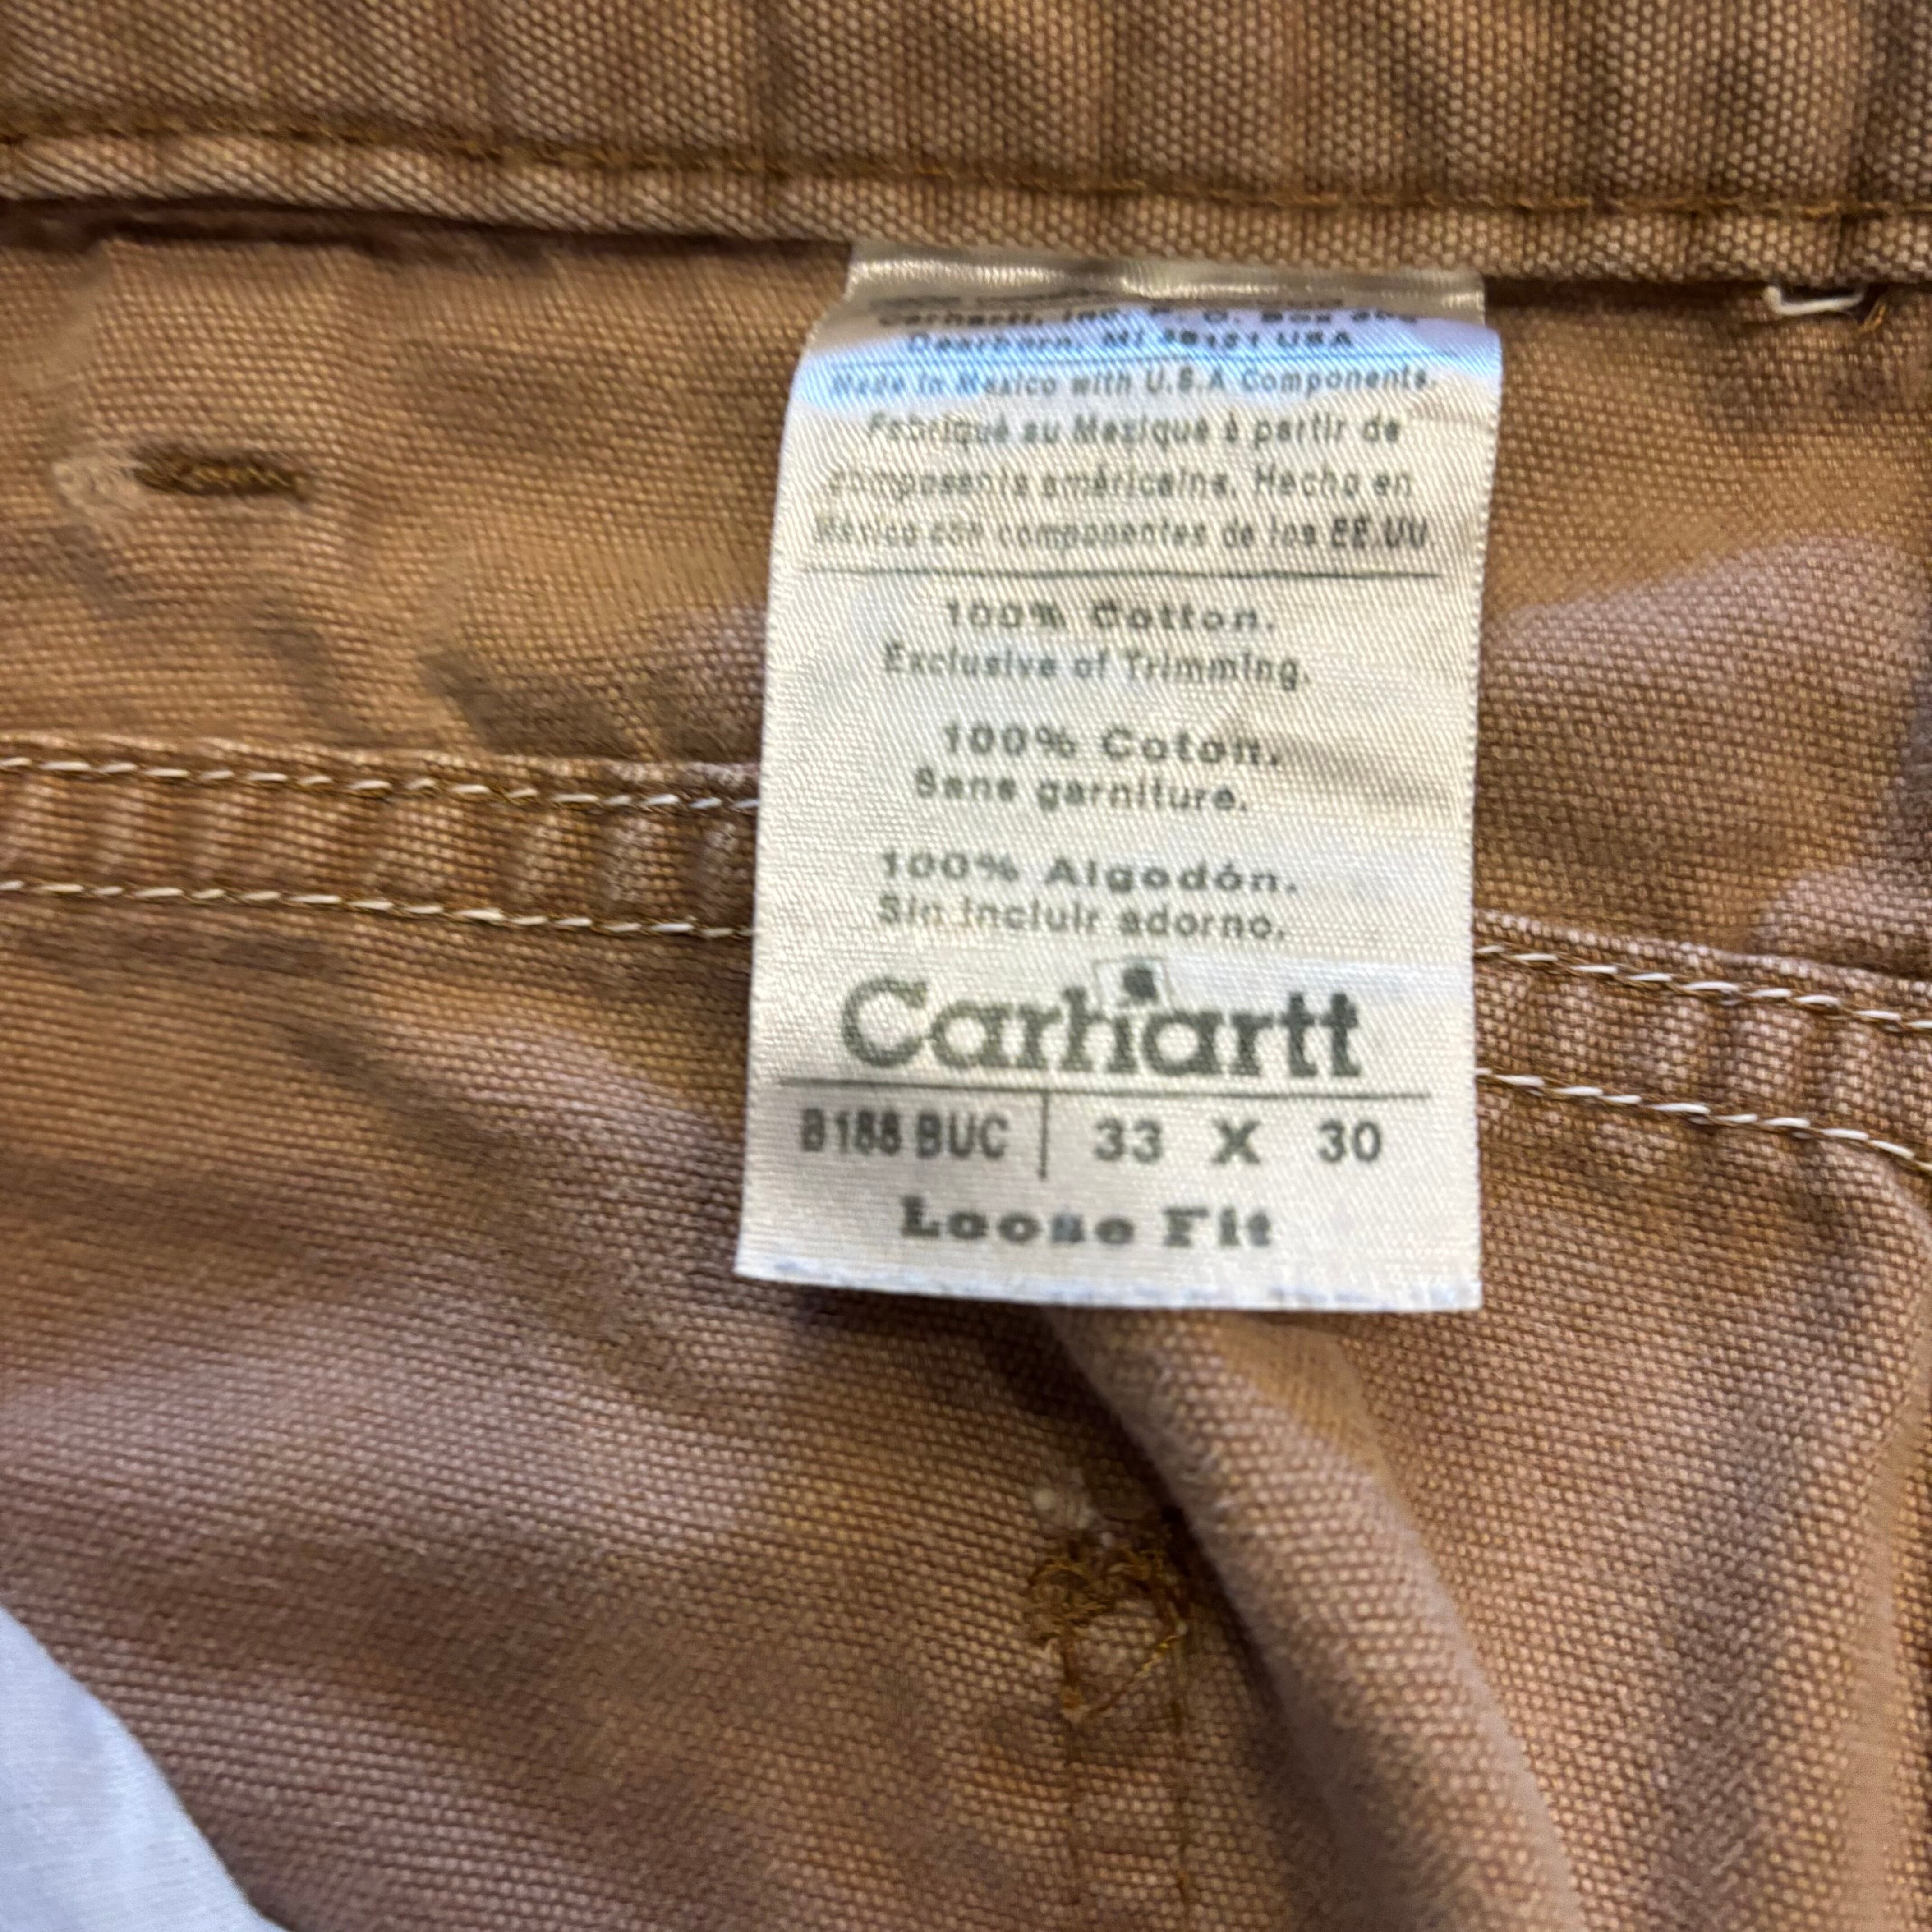 Carhartt, Inc. P.O. Box
Dearborn, MI 48121 USA
Made in Mexico with U.S.A Components.
Fabriqué au Mexique à partir de
composants américains. Hecho en
México con componentes de los EE.UU
100% Cotton.
Exclusive of Trimming.
100% Coton.
Sans garniture.
100% Algodón.
Sin incluir adorno.
Carhartt
B188 BUC 33 X 30
Loose Fit